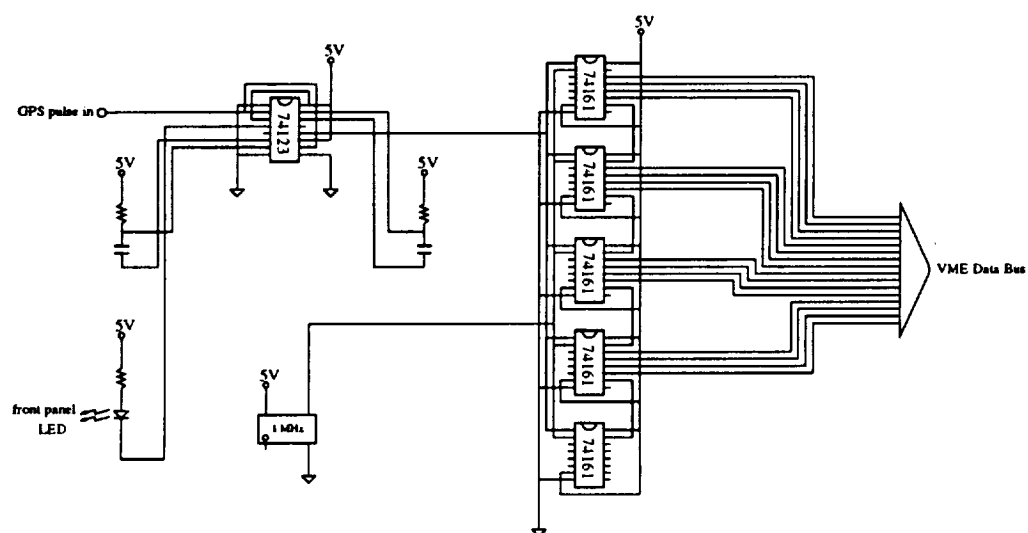 5V
5V
GPS pulse in
74123
74161
5V
5V
74161
74161
VME Data Bus
5V
74161
front panel
LED
5V
1 MHz
74161